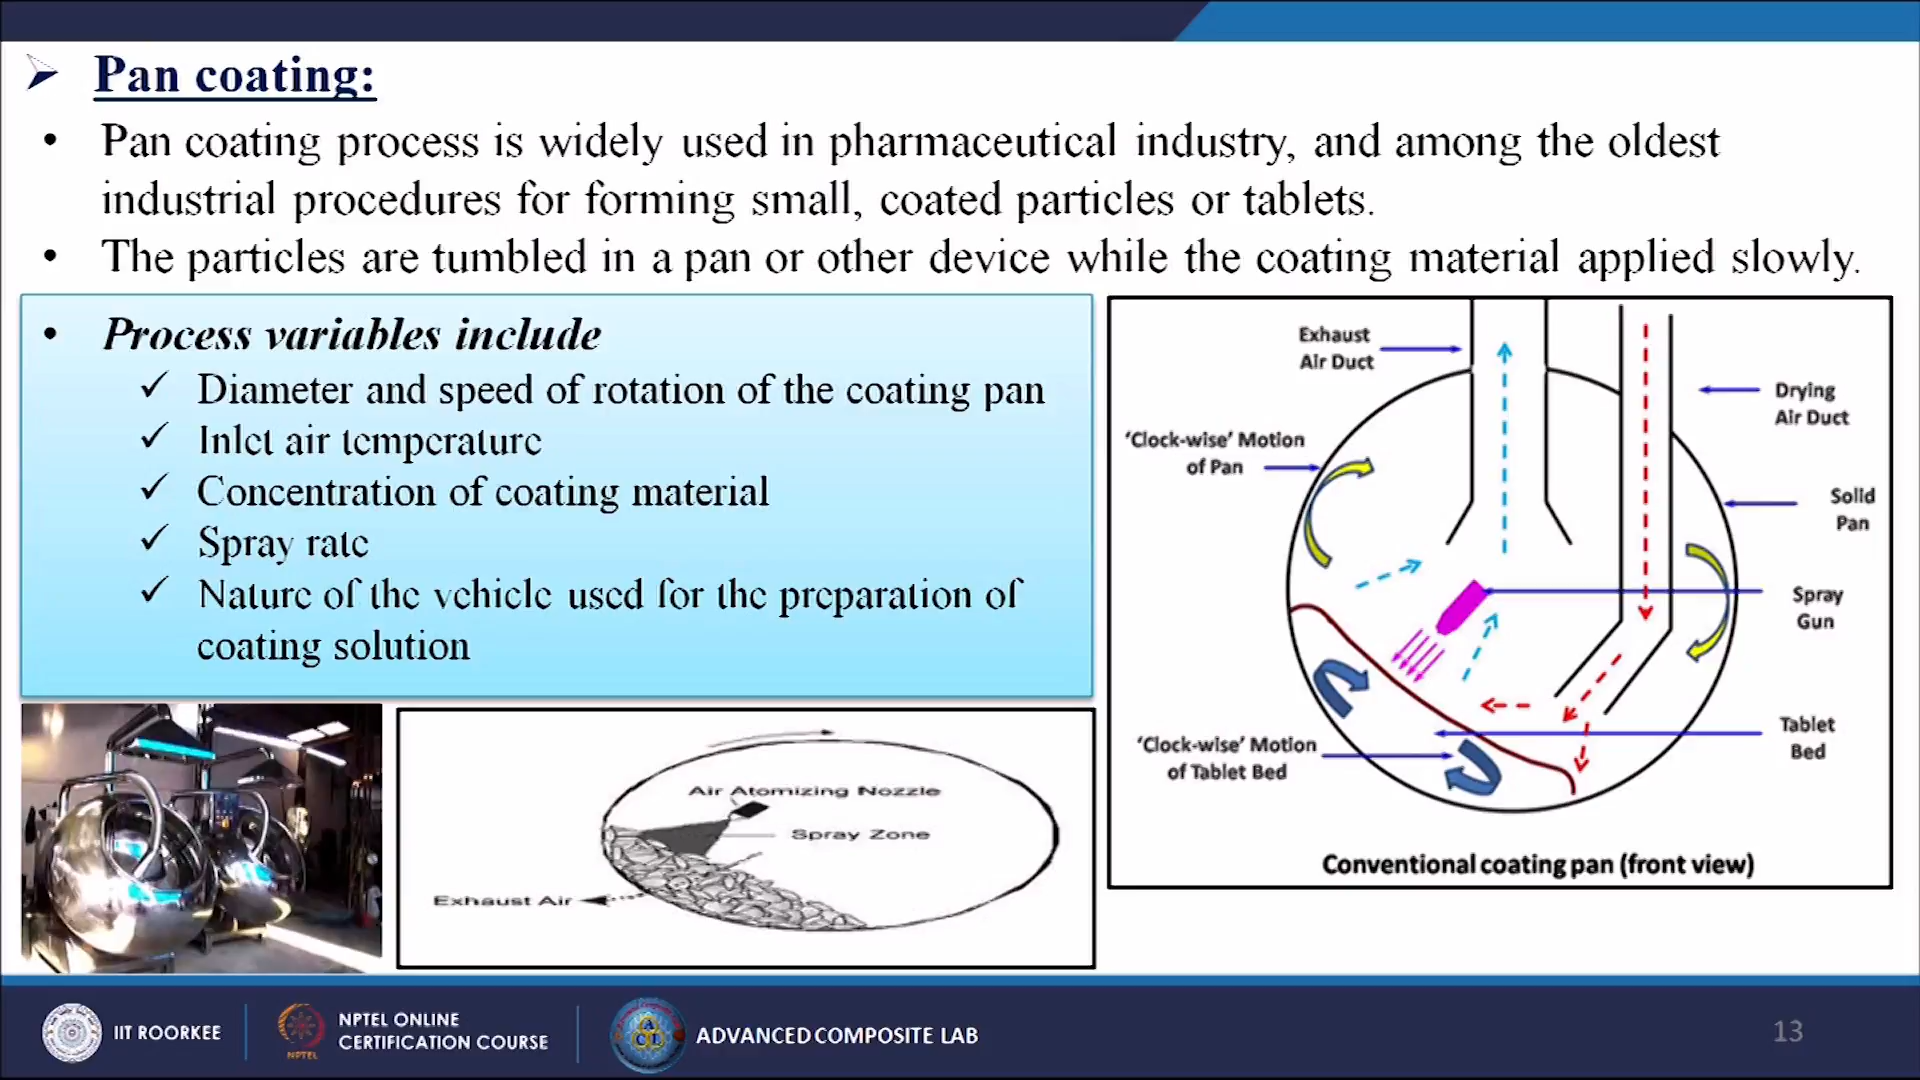 Pan coating:
• Pan coating process is widely used in pharmaceutical industry, and among the oldest
industrial procedures for forming small, coated particles or tablets.
• The particles are tumbled in a pan or other device while the coating material applied slowly.
• Process variables include
✓ Diameter and speed of rotation of the coating pan
✓ Inlet air temperature
✓ Concentration of coating material
✓ Spray rate
✓ Nature of the vehicle used for the preparation of
coating solution
Exhaust
Air Duct
Drying
Air Duct
‘Clock-wise’ Motion
of Pan
Solid
Pan
Spray
Gun
Tablet
Bed
‘Clock-wise’ Motion
of Tablet Bed
Conventional coating pan (front view)
Air Atomizing Nozzle
Spray Zone
Exhaust Air
IIT ROORKEE
NPTEL
NPTEL ONLINE
CERTIFICATION COURSE
ACL
ADVANCED COMPOSITE LAB
13